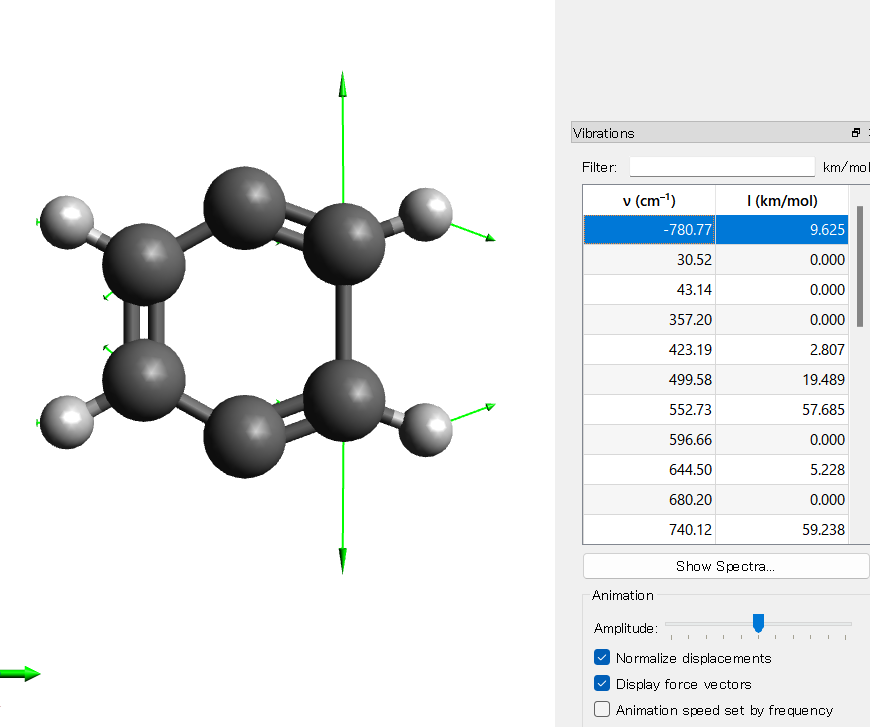 Vibrations
Filter: km/mol
ν (cm⁻¹) I (km/mol)
-780.77 9.625
30.52 0.000
43.14 0.000
357.20 0.000
423.19 2.807
499.58 19.489
552.73 57.685
596.66 0.000
644.50 5.228
680.20 0.000
740.12 59.238
Show Spectra...
Animation
Amplitude:
Normalize displacements
Display force vectors
Animation speed set by frequency